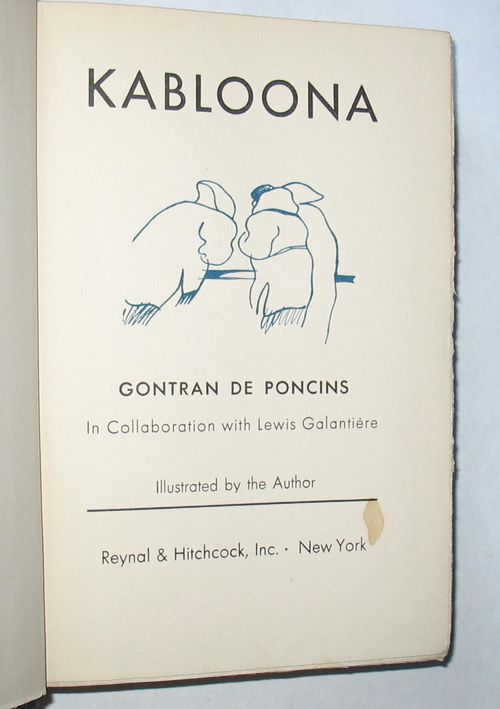 KABLOONA
GONTRAN DE PONCINS
In Collaboration with Lewis Galantière
Illustrated by the Author
Reynal & Hitchcock, Inc. · New York